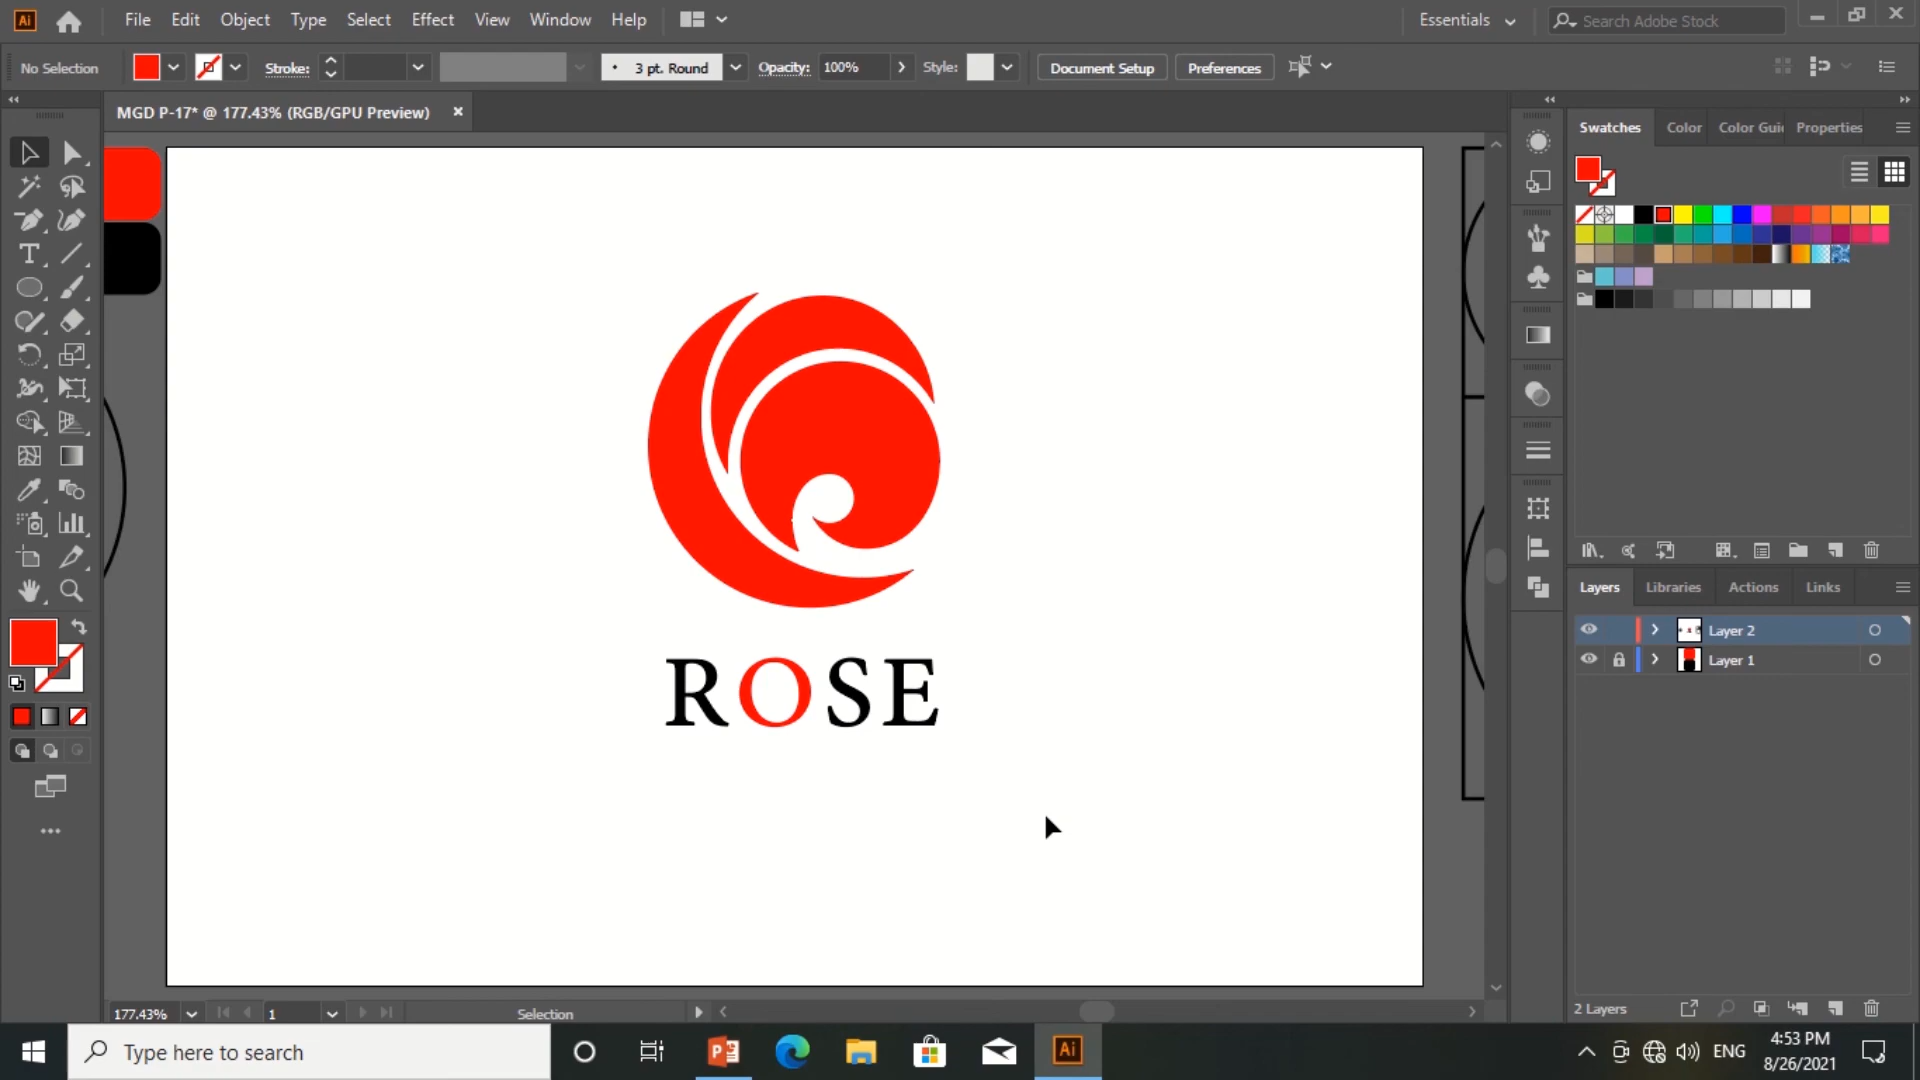 Ai File Edit Object Type Select Effect View Window Help Essentials Search Adobe Stock
No Selection Stroke: 3 pt. Round Opacity: 100% Style: Document Setup Preferences
MGD P-17* @ 177.43% (RGB/GPU Preview)
Swatches Color Color Gui Properties
ROSE
Layers Libraries Actions Links
Layer 2
Layer 1
2 Layers
177.43% 1 Selection
Type here to search
Ai
ENG
4:53 PM
8/26/2021